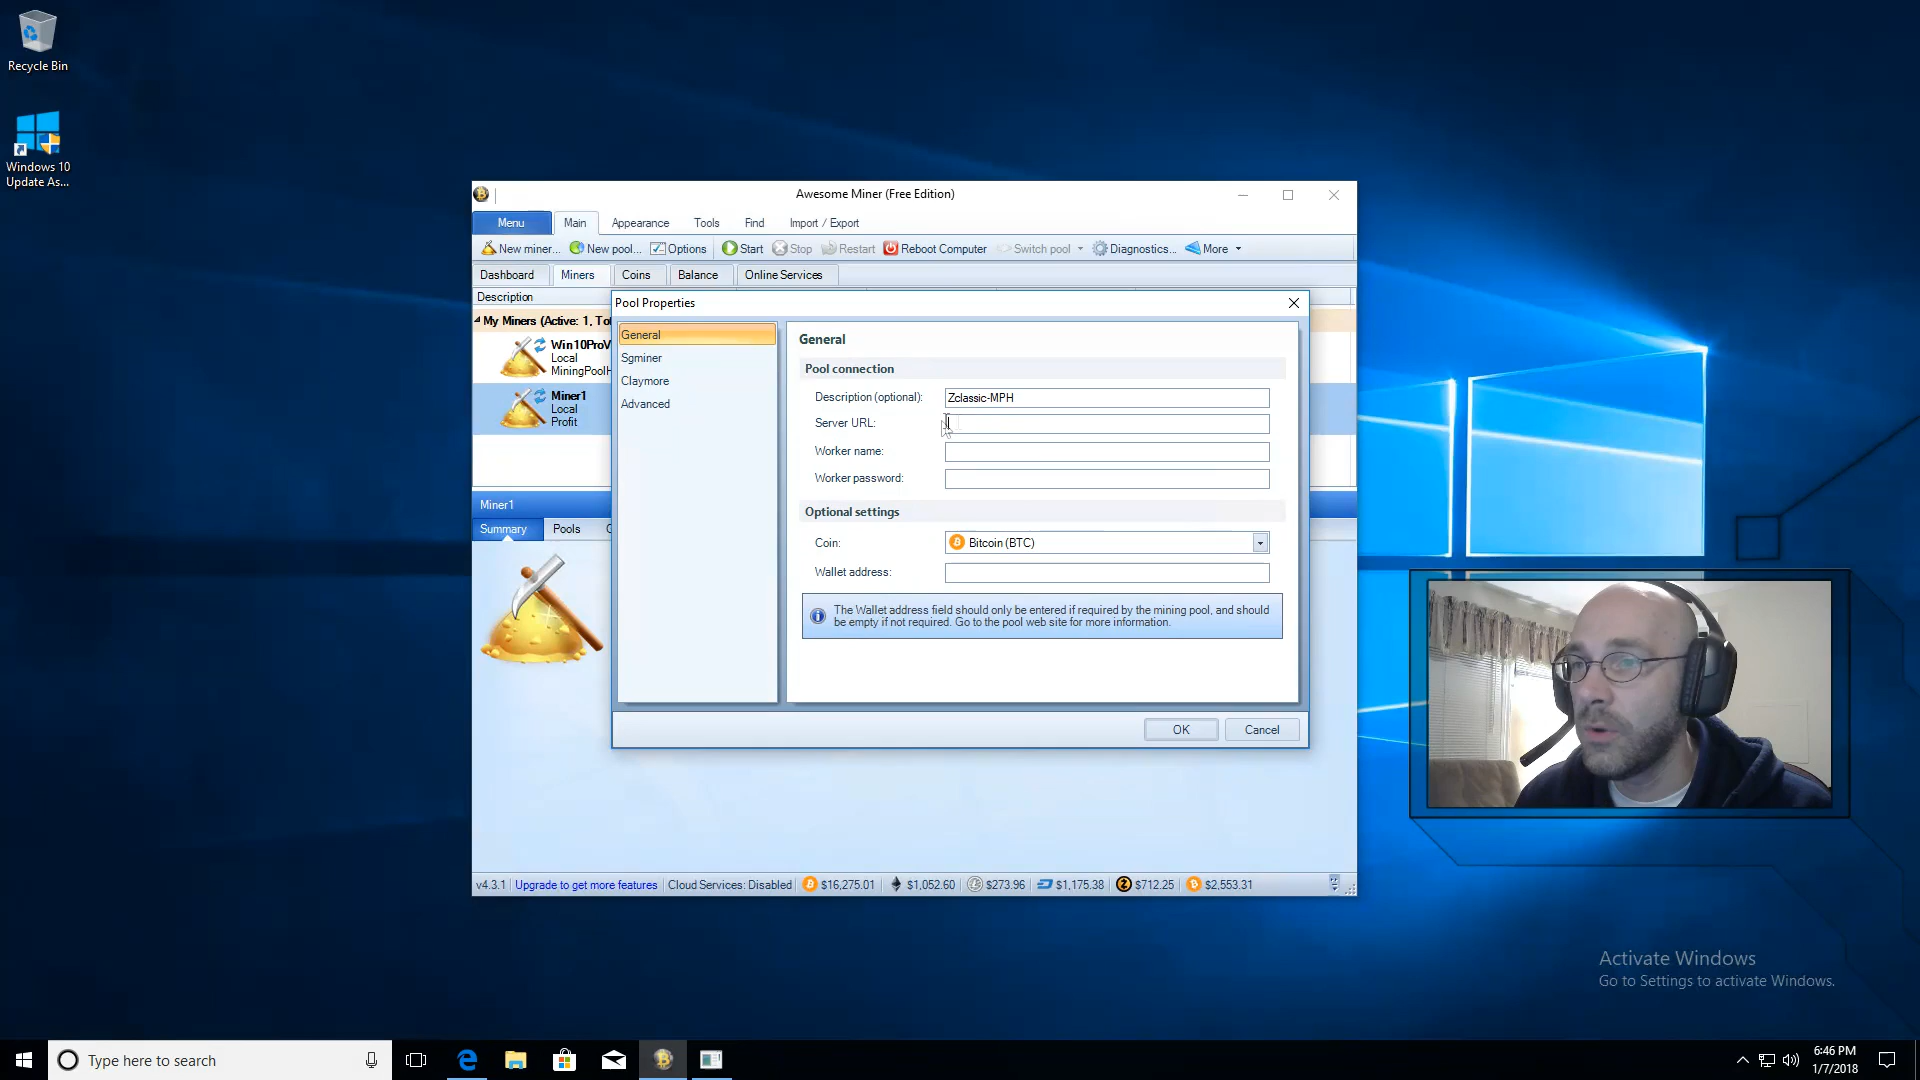 Recycle Bin
Windows 10
Update As...
Awesome Miner (Free Edition)
Menu
Main
Appearance
Tools
Find
Import / Export
New miner...
New pool...
Options
Start
Stop
Restart
Reboot Computer
Switch pool
Diagnostics...
More
Dashboard
Miners
Coins
Balance
Online Services
Description
My Miners (Active: 1, To
Win10ProV
Local
MiningPoolH
Miner1
Local
Profit
Miner1
Summary
Pools
Pool Properties
General
Sgminer
Claymore
Advanced
General
Pool connection
Description (optional):
Zclassic-MPH
Server URL:
Worker name:
Worker password:
Optional settings
Coin:
Bitcoin (BTC)
Wallet address:
The Wallet address field should only be entered if required by the mining pool, and should
be empty if not required. Go to the pool web site for more information.
OK
Cancel
v4.3.1
Upgrade to get more features
Cloud Services: Disabled
$16,275.01
$1,052.60
$273.96
$1,175.38
$712.25
$2,553.31
Activate Windows
Go to Settings to activate Windows.
Type here to search
6:46 PM
1/7/2018